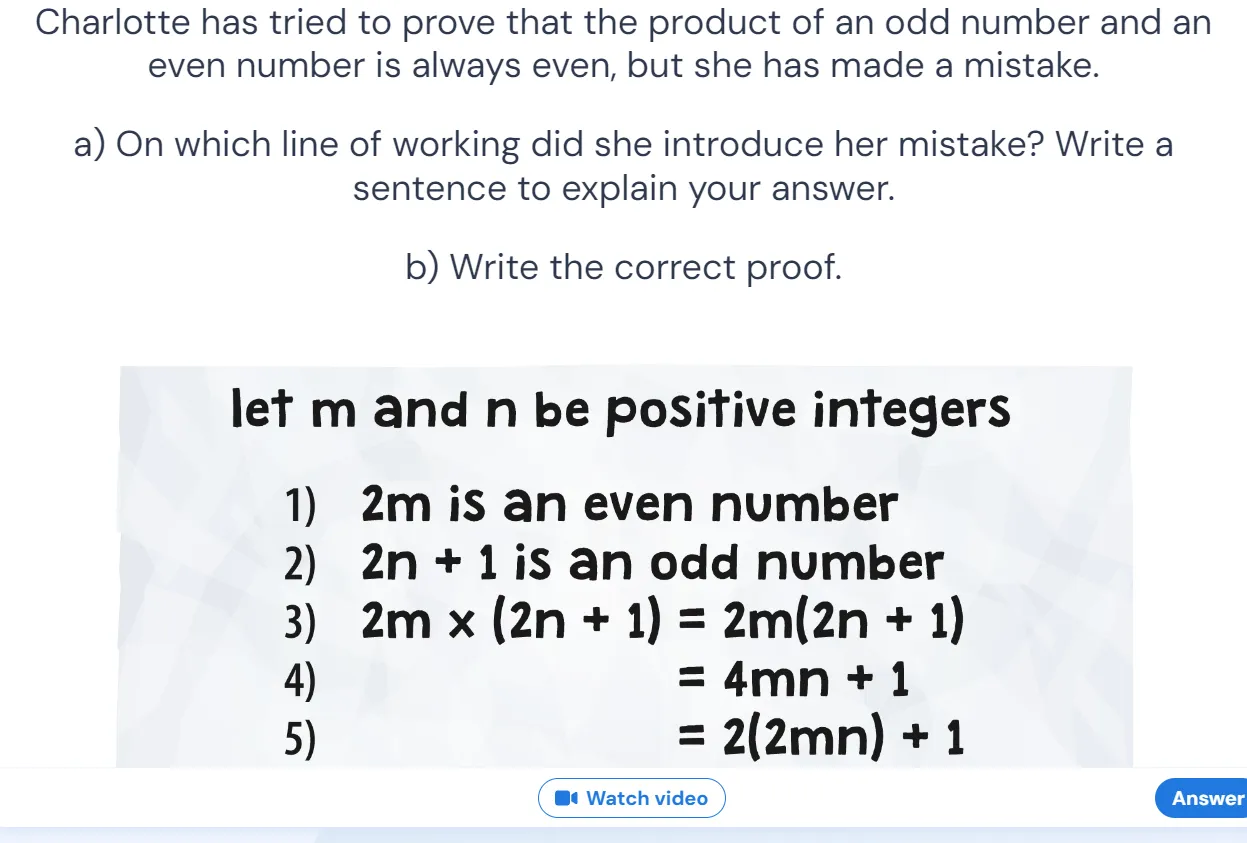 Charlotte has tried to prove that the product of an odd number and an
even number is always even, but she has made a mistake.
a) On which line of working did she introduce her mistake? Write a
sentence to explain your answer.
b) Write the correct proof.
let m and n be positive integers
1) 2m is an even number
2) 2n + 1 is an odd number
3) 2m × (2n + 1) = 2m(2n + 1)
4) = 4mn + 1
5) = 2(2mn) + 1
Watch video
Answer